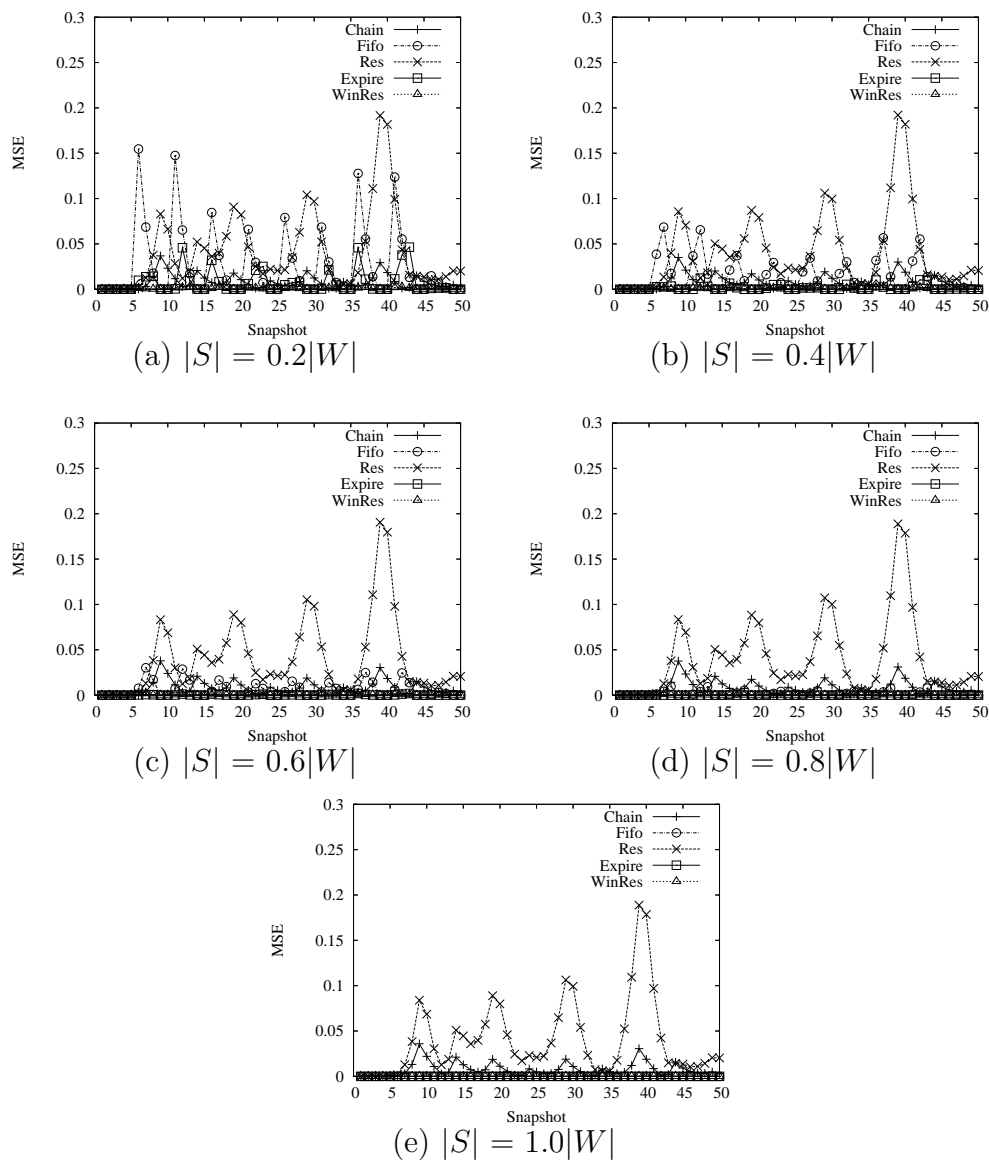 0.3
0.25
0.2
0.15
0.1
0.05
0
MSE
Chain
Fifo
Res
Expire
WinRes
0 5 10 15 20 25 30 35 40 45 50
Snapshot
(a) |S| = 0.2|W|
0.3
0.25
0.2
0.15
0.1
0.05
0
MSE
Chain
Fifo
Res
Expire
WinRes
0 5 10 15 20 25 30 35 40 45 50
Snapshot
(b) |S| = 0.4|W|
0.3
0.25
0.2
0.15
0.1
0.05
0
MSE
Chain
Fifo
Res
Expire
WinRes
0 5 10 15 20 25 30 35 40 45 50
Snapshot
(c) |S| = 0.6|W|
0.3
0.25
0.2
0.15
0.1
0.05
0
MSE
Chain
Fifo
Res
Expire
WinRes
0 5 10 15 20 25 30 35 40 45 50
Snapshot
(d) |S| = 0.8|W|
0.3
0.25
0.2
0.15
0.1
0.05
0
MSE
Chain
Fifo
Res
Expire
WinRes
0 5 10 15 20 25 30 35 40 45 50
Snapshot
(e) |S| = 1.0|W|